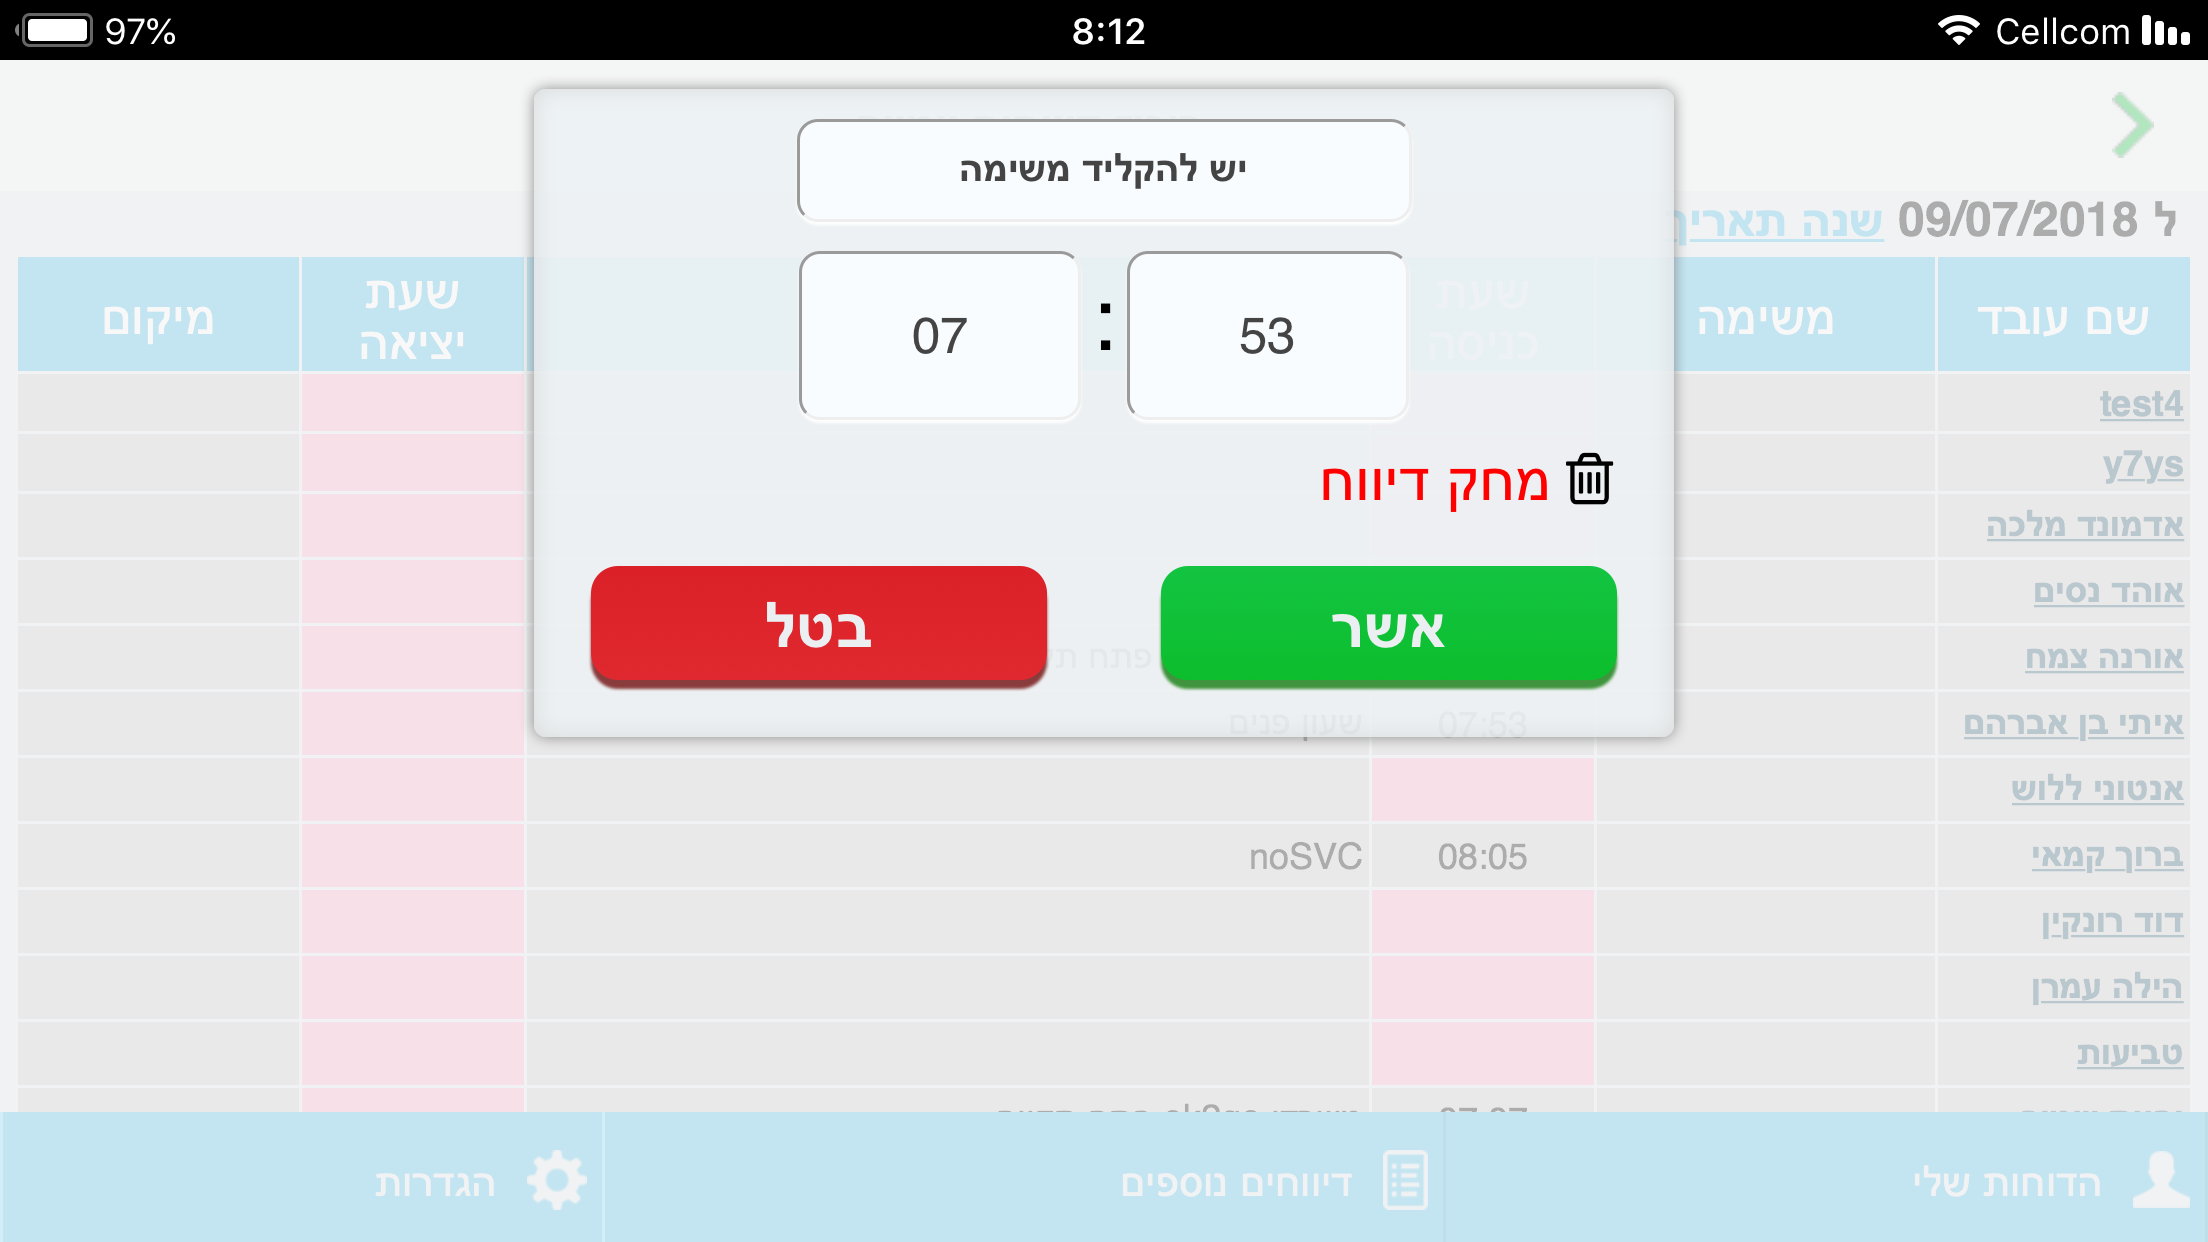 97%
8:12
Cellcom
יש להקליד משימה
07 : 53
מחק דיווח
אשר
בטל
ל 09/07/2018 שנה תאריך
שם עובד
משימה
שעת כניסה
שעת יציאה
מיקום
test4
y7ys
אדמונד מלכה
אוהד נסים
אורנה צמח
פתח
איתי בן אברהם
07:53
שעון פנים
אנטוני ללוש
ברוך קמאי
08:05
noSVC
דוד רונקין
הילה עמרן
טביעות
הדוחות שלי
דיווחים נוספים
הגדרות